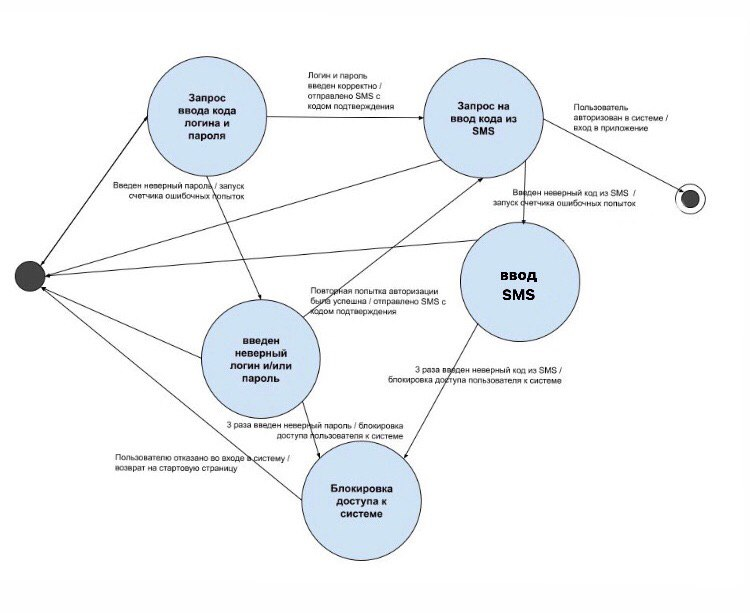 Запрос
ввода кода
логина и
пароля
Логин и пароль
введен корректно /
отправлено SMS с
кодом подтверждения
Запрос на
ввод кода из
SMS
Пользователь
авторизован в системе /
вход в приложение
Введен неверный пароль / запуск
счетчика ошибочных попыток
Введен неверный код из SMS /
запуск счетчика ошибочных попыток
ввод
SMS
Повторная попытка авторизации
была успешна / отправлено SMS с
кодом подтверждения
введен
неверный
логин и/или
пароль
3 раза введен неверный код из SMS /
блокировка доступа пользователя к системе
3 раза введен неверный пароль / блокировка
доступа пользователя к системе
Пользователю отказано во входе в систему /
возврат на стартовую страницу
Блокировка
доступа к
системе